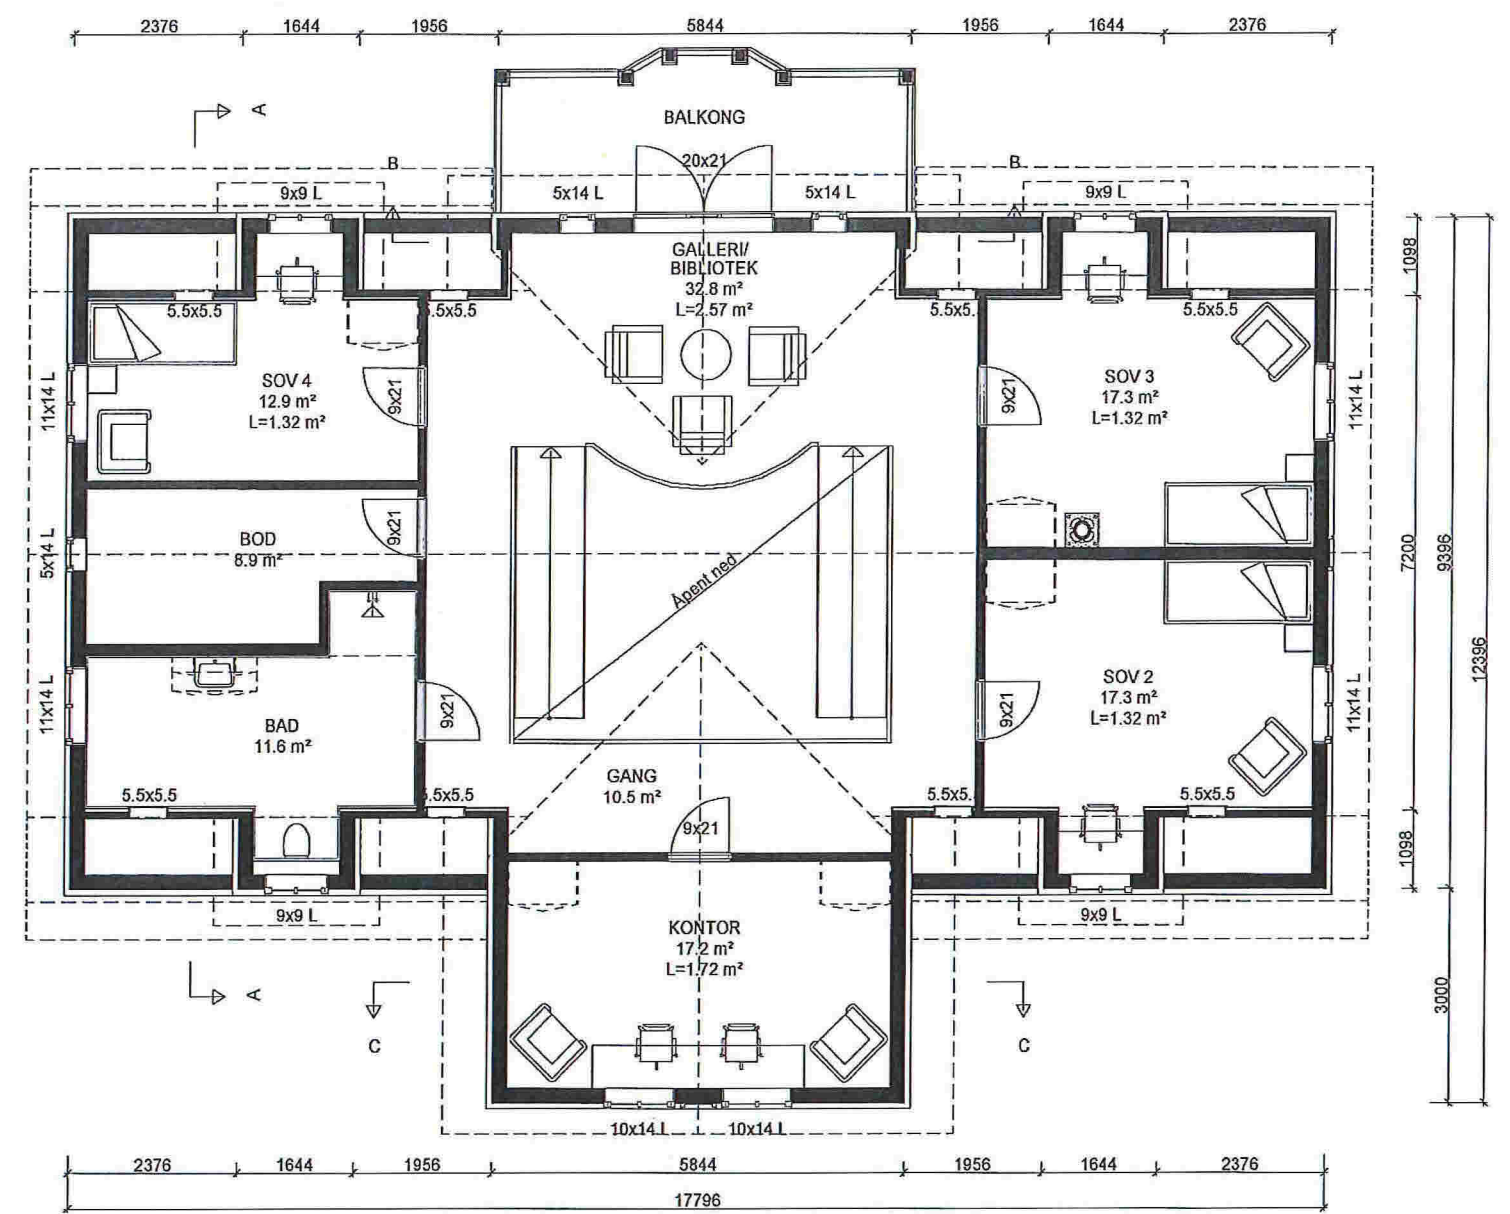 2376 1644 1956 5844 1956 1644 2376
A
BALKONG
B 20x21 B
9x9 L 5x14 L 5x14 L 9x9 L
GALLERI/
BIBLIOTEK
32.8 m²
L=2.57 m²
1098
5.5x5.5 5.5x5.5 5.5x5. 5.5x5.5
11x14 L
SOV 4
12.9 m²
L=1.32 m²
9x21
9x21
SOV 3
17.3 m²
L=1.32 m²
11x14 L
5x14 L
BOD
8.9 m²
9x21
Åpent ned
7200
9396
12396
11x14 L
BAD
11.6 m²
9x21
9x21
SOV 2
17.3 m²
L=1.32 m²
11x14 L
5.5x5.5 5.5x5.5 5.5x5. 5.5x5.5
GANG
10.5 m²
9x21
1098
9x9 L 9x9 L
KONTOR
17.2 m²
L=1.72 m²
A
C C
3000
10x14 L 10x14 L
2376 1644 1956 5844 1956 1644 2376
17796